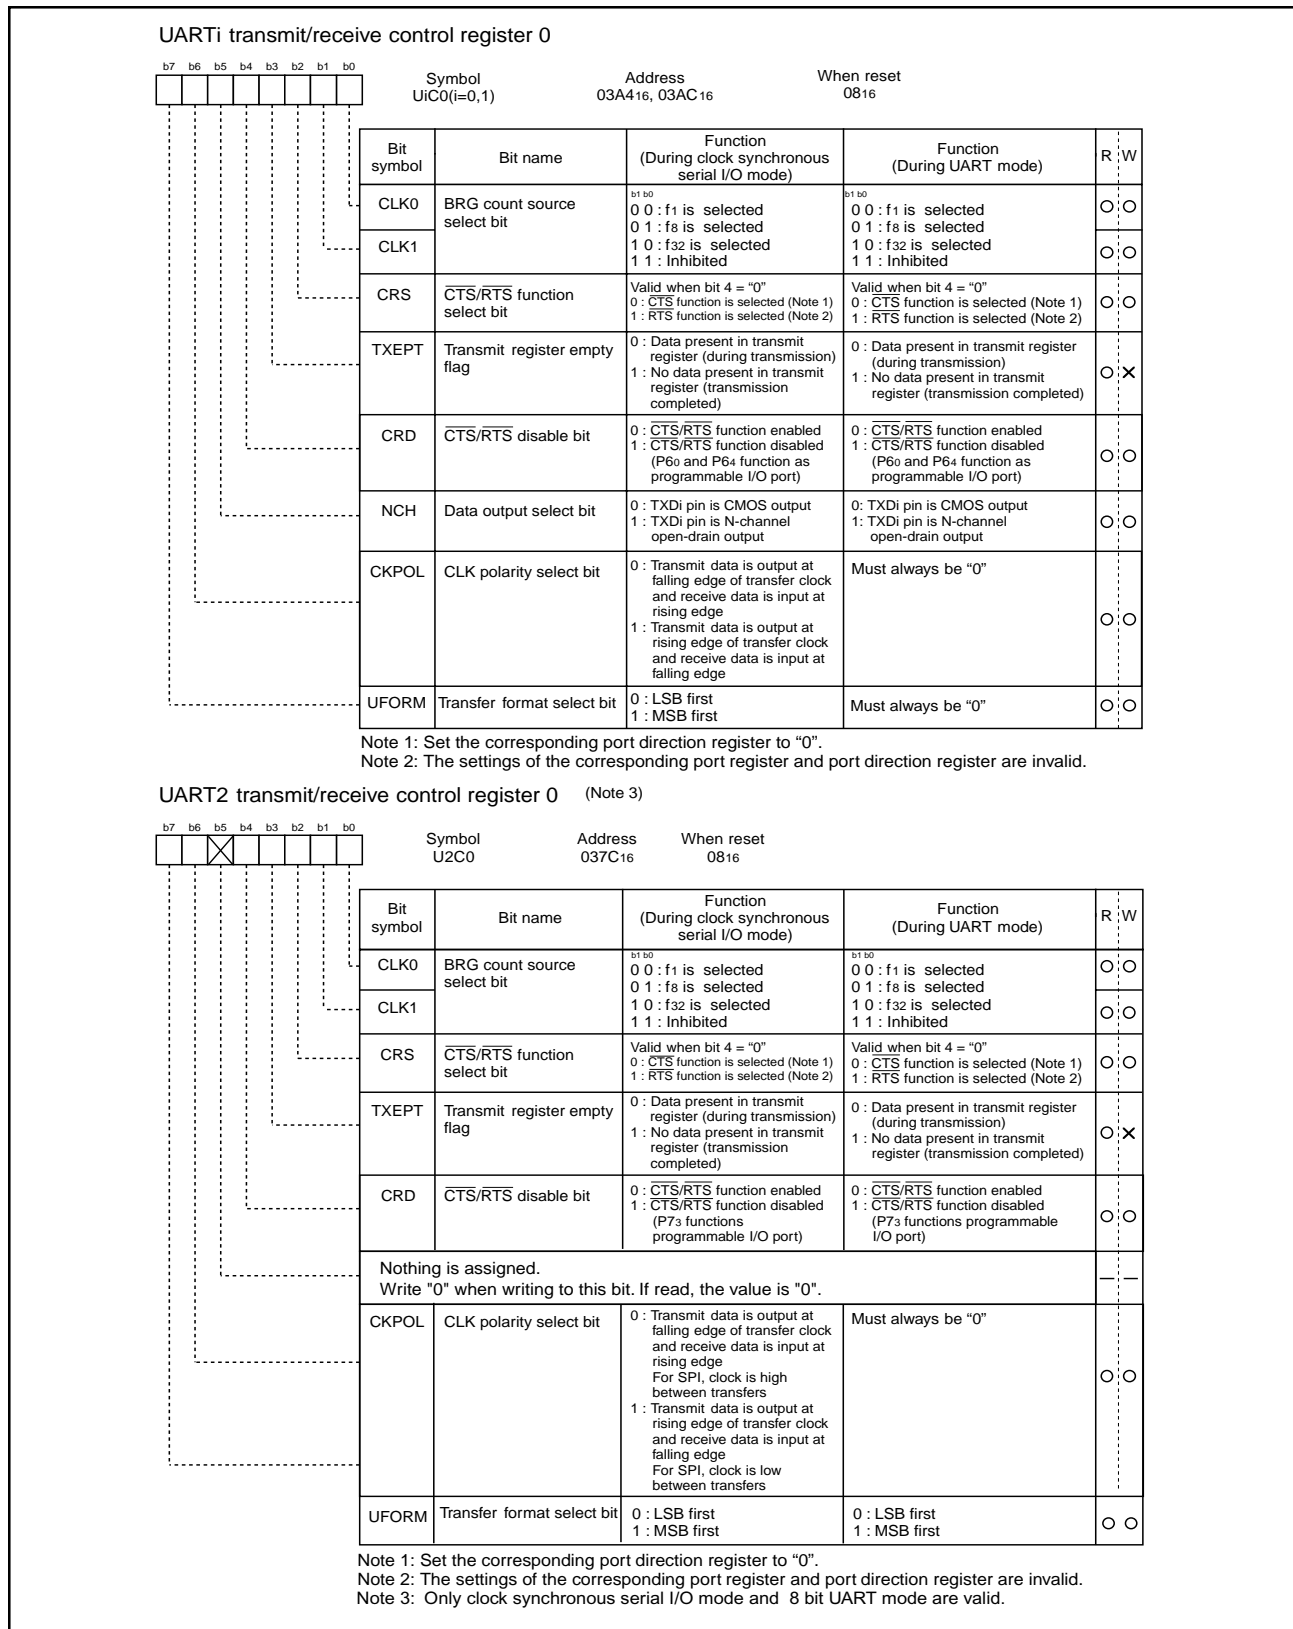 UARTi transmit/receive control register 0
b7 b6 b5 b4 b3 b2 b1 b0
Symbol Address When reset
UiC0(i=0,1) 03A416, 03AC16 0816
Bit symbol Bit name Function (During clock synchronous serial I/O mode) Function (During UART mode) R W
CLK0 BRG count source select bit
CLK1
b1 b0
0 0 : f1 is selected
0 1 : f8 is selected
1 0 : f32 is selected
1 1 : Inhibited
b1 b0
0 0 : f1 is selected
0 1 : f8 is selected
1 0 : f32 is selected
1 1 : Inhibited
CRS CTS/RTS function select bit
Valid when bit 4 = “0”
0 : CTS function is selected (Note 1)
1 : RTS function is selected (Note 2)
Valid when bit 4 = “0”
0 : CTS function is selected (Note 1)
1 : RTS function is selected (Note 2)
TXEPT Transmit register empty flag
0 : Data present in transmit
register (during transmission)
1 : No data present in transmit
register (transmission
completed)
0 : Data present in transmit register
(during transmission)
1 : No data present in transmit
register (transmission completed)
CRD CTS/RTS disable bit
0 : CTS/RTS function enabled
1 : CTS/RTS function disabled
(P60 and P64 function as
programmable I/O port)
0 : CTS/RTS function enabled
1 : CTS/RTS function disabled
(P60 and P64 function as
programmable I/O port)
NCH Data output select bit
0 : TXDi pin is CMOS output
1 : TXDi pin is N-channel
open-drain output
0: TXDi pin is CMOS output
1: TXDi pin is N-channel
open-drain output
CKPOL CLK polarity select bit
0 : Transmit data is output at
falling edge of transfer clock
and receive data is input at
rising edge
1 : Transmit data is output at
rising edge of transfer clock
and receive data is input at
falling edge
Must always be “0”
UFORM Transfer format select bit
0 : LSB first
1 : MSB first
Must always be “0”
Note 1: Set the corresponding port direction register to “0”.
Note 2: The settings of the corresponding port register and port direction register are invalid.
UART2 transmit/receive control register 0 (Note 3)
b7 b6 b5 b4 b3 b2 b1 b0
Symbol Address When reset
U2C0 037C16 0816
Bit symbol Bit name Function (During clock synchronous serial I/O mode) Function (During UART mode) R W
CLK0 BRG count source select bit
CLK1
b1 b0
0 0 : f1 is selected
0 1 : f8 is selected
1 0 : f32 is selected
1 1 : Inhibited
b1 b0
0 0 : f1 is selected
0 1 : f8 is selected
1 0 : f32 is selected
1 1 : Inhibited
CRS CTS/RTS function select bit
Valid when bit 4 = “0”
0 : CTS function is selected (Note 1)
1 : RTS function is selected (Note 2)
Valid when bit 4 = “0”
0 : CTS function is selected (Note 1)
1 : RTS function is selected (Note 2)
TXEPT Transmit register empty flag
0 : Data present in transmit
register (during transmission)
1 : No data present in transmit
register (transmission
completed)
0 : Data present in transmit register
(during transmission)
1 : No data present in transmit
register (transmission completed)
CRD CTS/RTS disable bit
0 : CTS/RTS function enabled
1 : CTS/RTS function disabled
(P73 functions
programmable I/O port)
0 : CTS/RTS function enabled
1 : CTS/RTS function disabled
(P73 functions programmable
I/O port)
Nothing is assigned.
Write "0" when writing to this bit. If read, the value is "0".
CKPOL CLK polarity select bit
0 : Transmit data is output at
falling edge of transfer clock
and receive data is input at
rising edge
For SPI, clock is high
between transfers
1 : Transmit data is output at
rising edge of transfer clock
and receive data is input at
falling edge
For SPI, clock is low
between transfers
Must always be “0”
UFORM Transfer format select bit
0 : LSB first
1 : MSB first
0 : LSB first
1 : MSB first
Note 1: Set the corresponding port direction register to “0”.
Note 2: The settings of the corresponding port register and port direction register are invalid.
Note 3: Only clock synchronous serial I/O mode and 8 bit UART mode are valid.